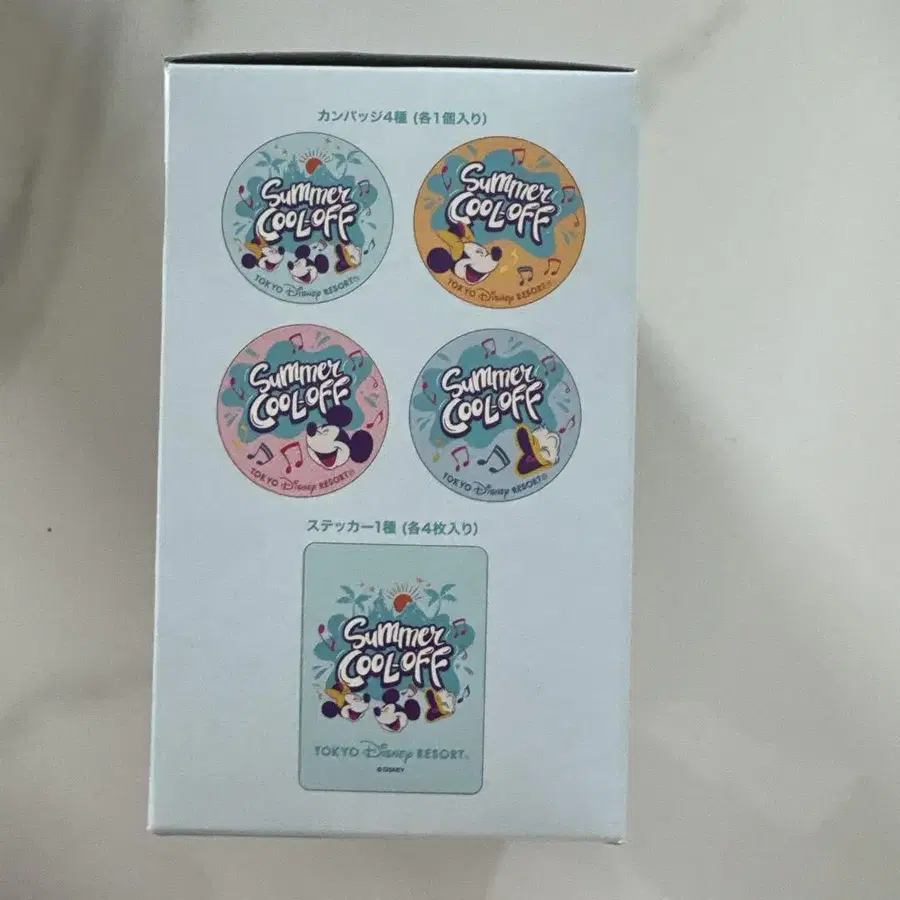 カンバッジ4種 (各1個入り)
Summer
COOL-OFF
TOKYO Disney RESORT®
Summer
COOL-OFF
TOKYO Disney RESORT®
Summer
COOL-OFF
TOKYO Disney RESORT®
Summer
COOL-OFF
TOKYO Disney RESORT®
ステッカー1種 (各4枚入り)
Summer
COOL-OFF
TOKYO Disney RESORT®
©DISNEY